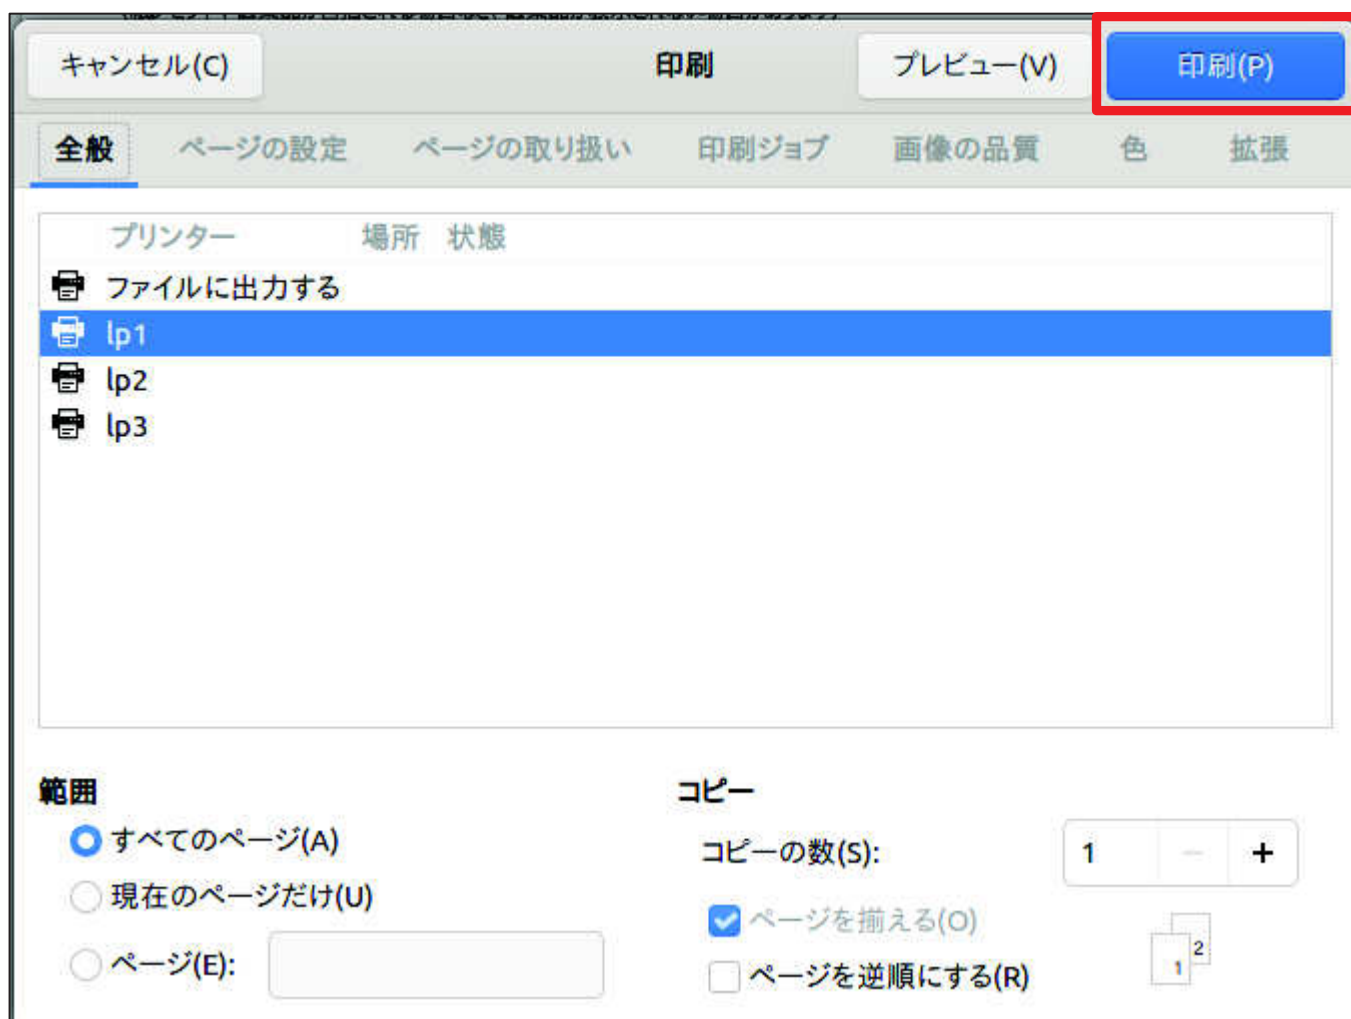 キャンセル(C) 印刷 プレビュー(V) 印刷(P)
全般 ページの設定 ページの取り扱い 印刷ジョブ 画像の品質 色 拡張
プリンター 場所 状態
ファイルに出力する
lp1
lp2
lp3
範囲 コピー
すべてのページ(A)
コピーの数(S): 1 － +
現在のページだけ(U)
ページを揃える(O)
ページ(E):
ページを逆順にする(R)
1 2